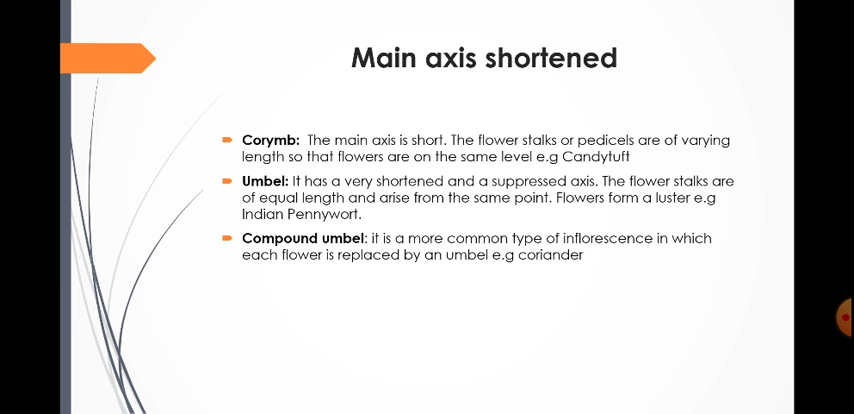 Main axis shortened
Corymb: The main axis is short. The flower stalks or pedicels are of varying
length so that flowers are on the same level e.g Candytuft
Umbel: It has a very shortened and a suppressed axis. The flower stalks are
of equal length and arise from the same point. Flowers form a luster e.g
Indian Pennywort.
Compound umbel: it is a more common type of inflorescence in which
each flower is replaced by an umbel e.g coriander